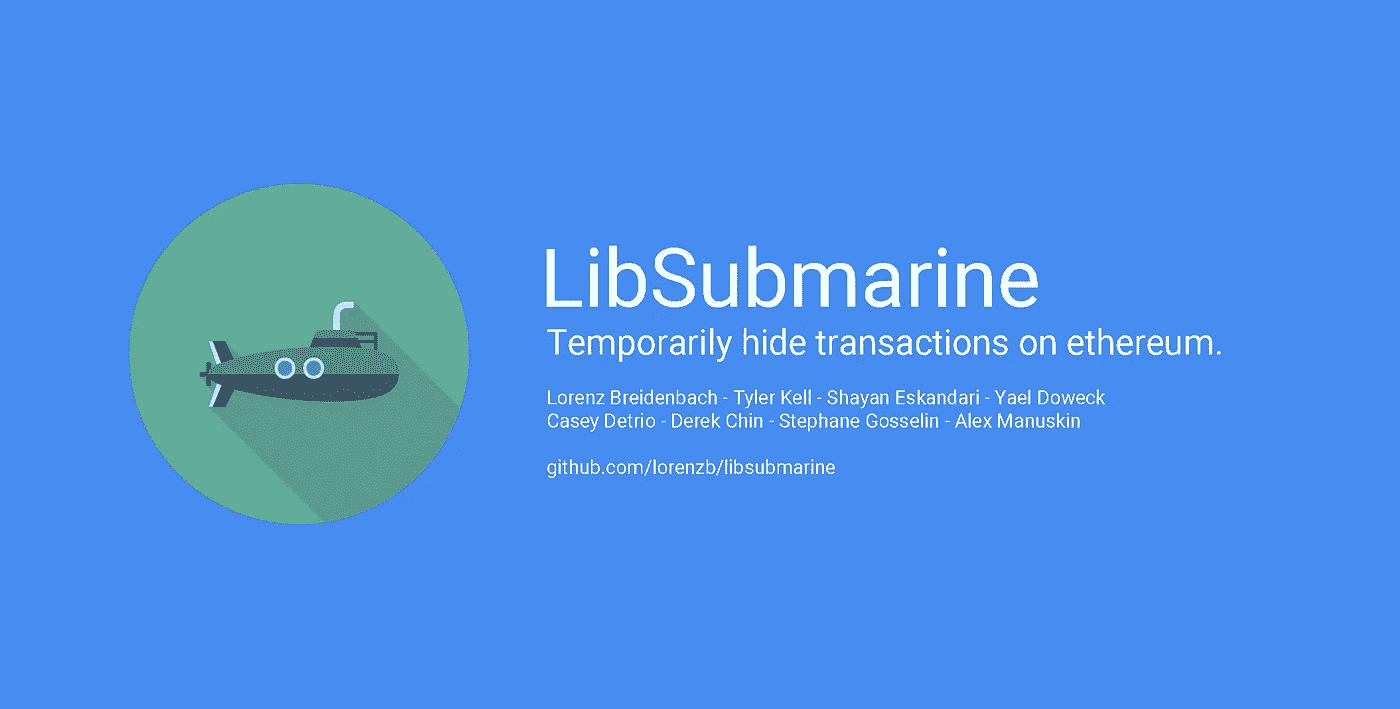 LibSubmarine
Temporarily hide transactions on ethereum.
Lorenz Breidenbach - Tyler Kell - Shayan Eskandari - Yael Doweck
Casey Detrio - Derek Chin - Stephane Gosselin - Alex Manuskin
github.com/lorenzb/libsubmarine